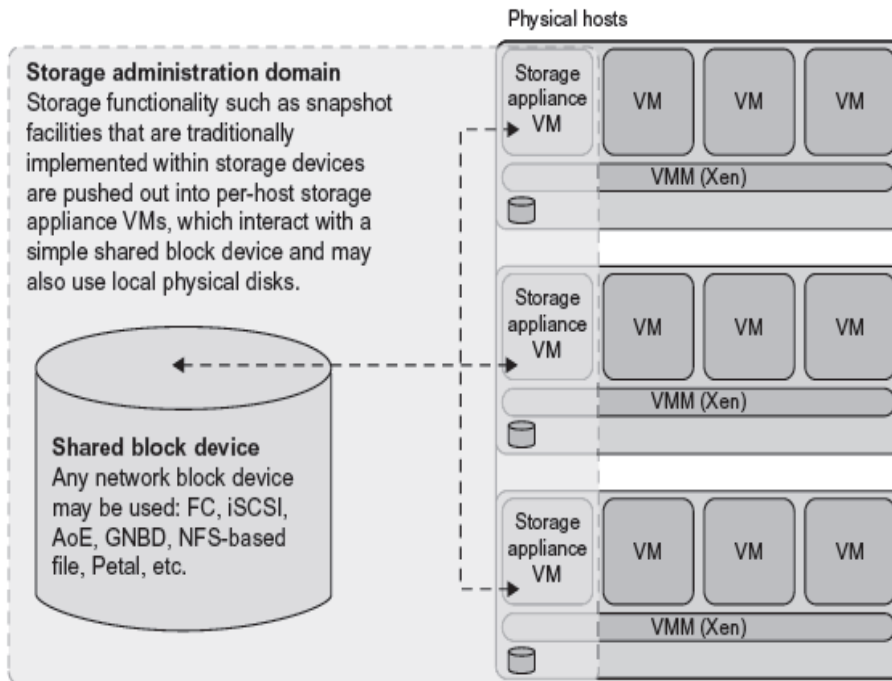 Physical hosts
Storage administration domain
Storage functionality such as snapshot
facilities that are traditionally
implemented within storage devices
are pushed out into per-host storage
appliance VMs, which interact with a
simple shared block device and may
also use local physical disks.
Shared block device
Any network block device
may be used: FC, iSCSI,
AoE, GNBD, NFS-based
file, Petal, etc.
Storage
appliance
VM
VM
VM
VM
VMM (Xen)
Storage
appliance
VM
VM
VM
VM
VMM (Xen)
Storage
appliance
VM
VM
VM
VM
VMM (Xen)